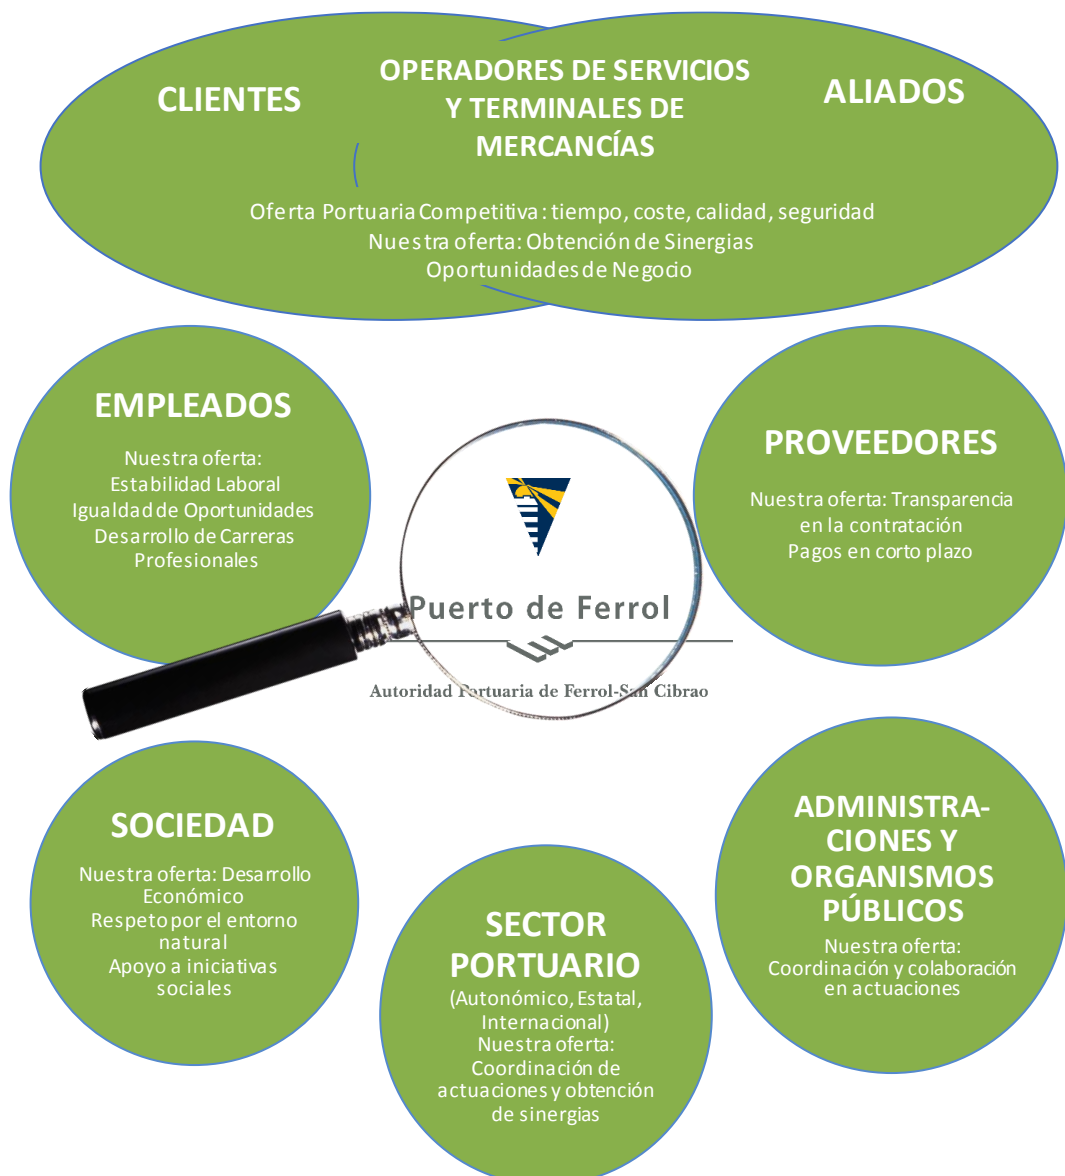 CLIENTES
OPERADORES DE SERVICIOS
Y TERMINALES DE
MERCANCÍAS
ALIADOS
Oferta Portuaria Competitiva: tiempo, coste, calidad, seguridad
Nuestra oferta: Obtención de Sinergias
Oportunidades de Negocio
EMPLEADOS
Nuestra oferta:
Estabilidad Laboral
Igualdad de Oportunidades
Desarrollo de Carreras
Profesionales
PROVEEDORES
Nuestra oferta: Transparencia
en la contratación
Pagos en corto plazo
Puerto de Ferrol
Autoridad Portuaria de Ferrol-San Cibrao
SOCIEDAD
Nuestra oferta: Desarrollo
Económico
Respeto por el entorno
natural
Apoyo a iniciativas
sociales
SECTOR
PORTUARIO
(Autonómico, Estatal,
Internacional)
Nuestra oferta:
Coordinación de
actuaciones y obtención
de sinergias
ADMINISTRA-
CIONES Y
ORGANISMOS
PÚBLICOS
Nuestra oferta:
Coordinación y colaboración
en actuaciones